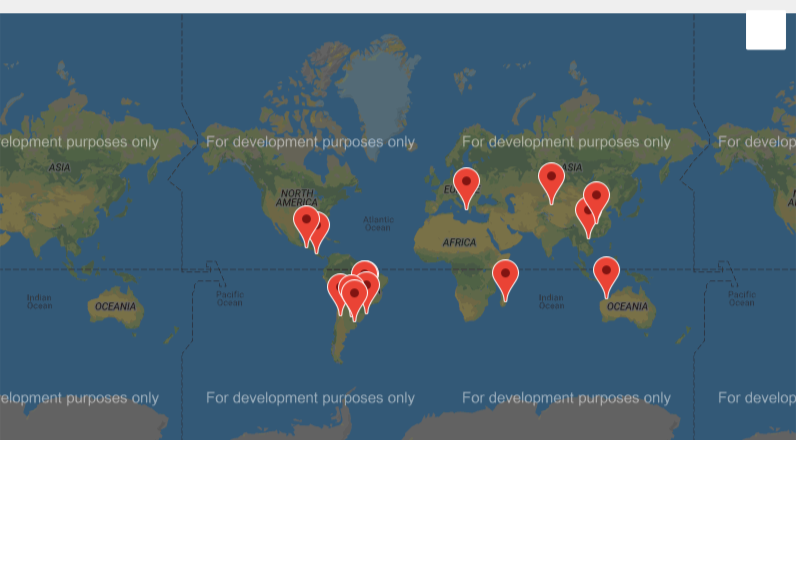 elopment purposes only
For development purposes only
For development purposes only
For develop
ASIA
ASIA
NORTH
AMERICA
Atlantic
Ocean
AFRICA
Indian
Ocean
OCEANIA
Pacific
Ocean
Indian
Ocean
OCEANIA
Pacific
Ocean
elopment purposes only
For development purposes only
For development purposes only
For develop